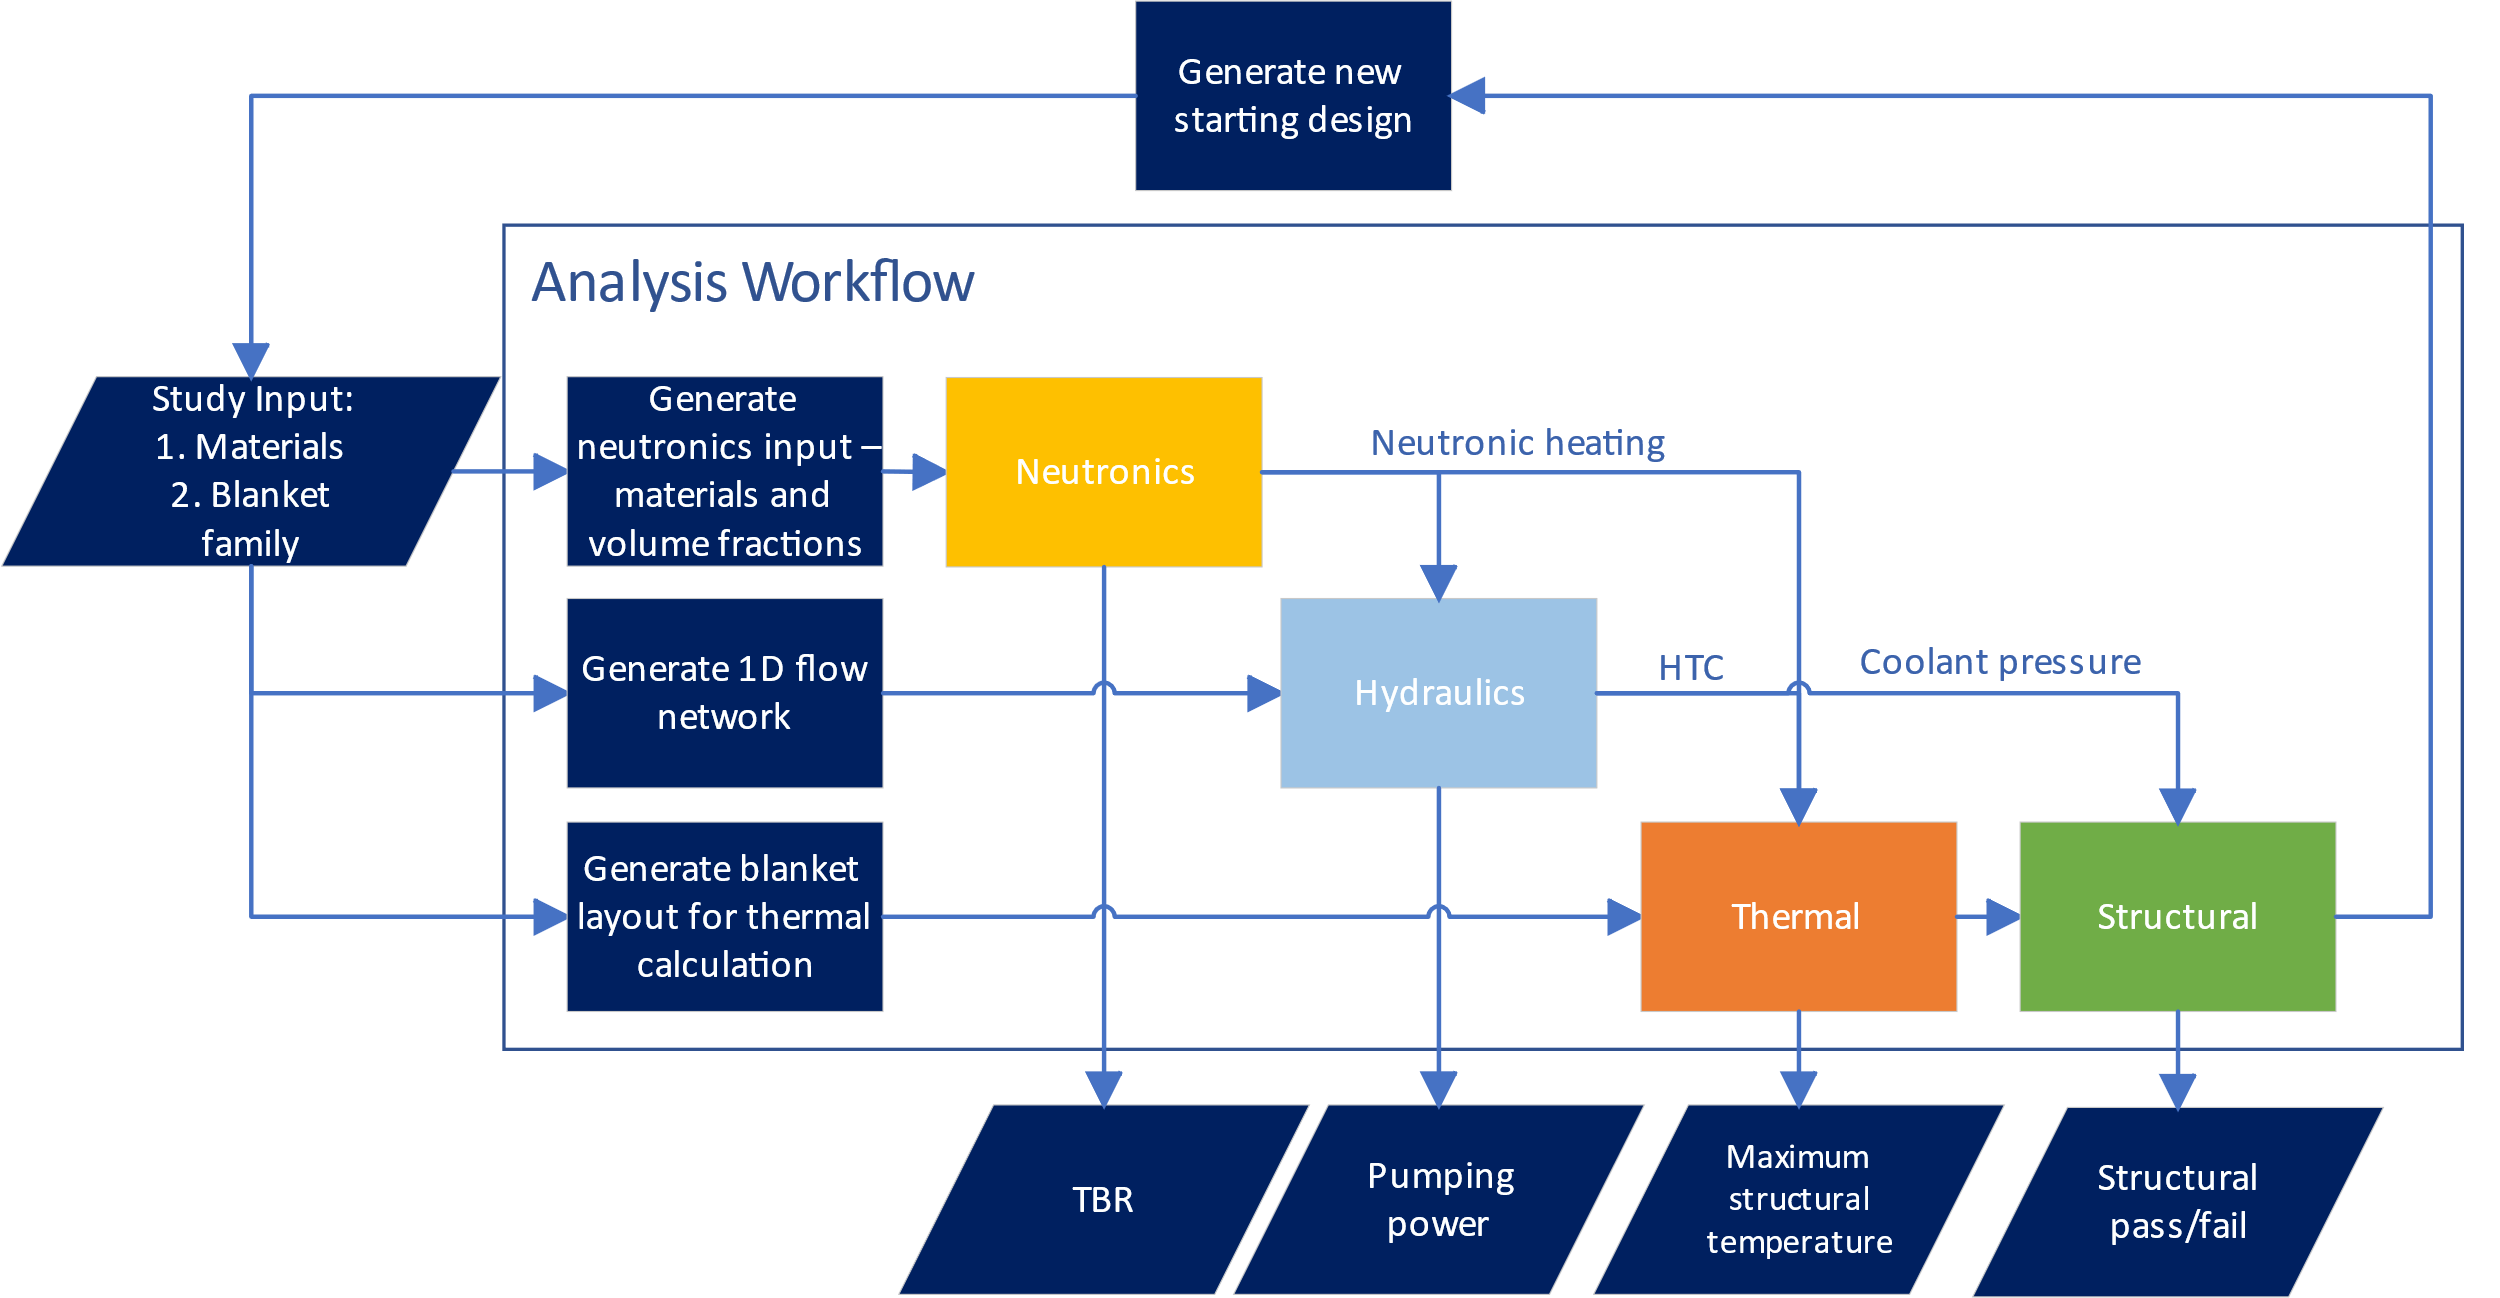 Generate new
starting design
Analysis Workflow
Study Input:
1. Materials
2. Blanket
family
Generate
neutronics input –
materials and
volume fractions
Neutronics
Neutronic heating
Generate 1D flow
network
Hydraulics
HTC
Coolant pressure
Generate blanket
layout for thermal
calculation
Thermal
Structural
TBR
Pumping
power
Maximum
structural
temperature
Structural
pass/fail